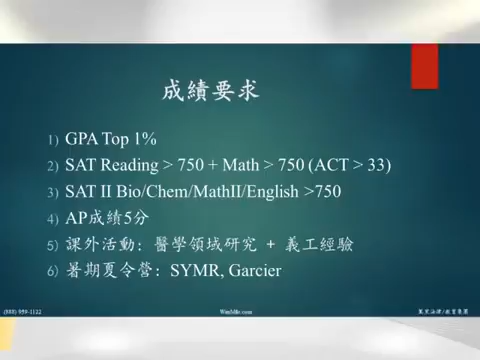 成績要求
1) GPA Top 1%
2) SAT Reading > 750 + Math > 750 (ACT > 33)
3) SAT II Bio/Chem/MathII/English >750
4) AP成績5分
5) 課外活動: 醫學領域研究 + 義工經驗
6) 暑期夏令營: SYMR, Garcier
WinMile.com